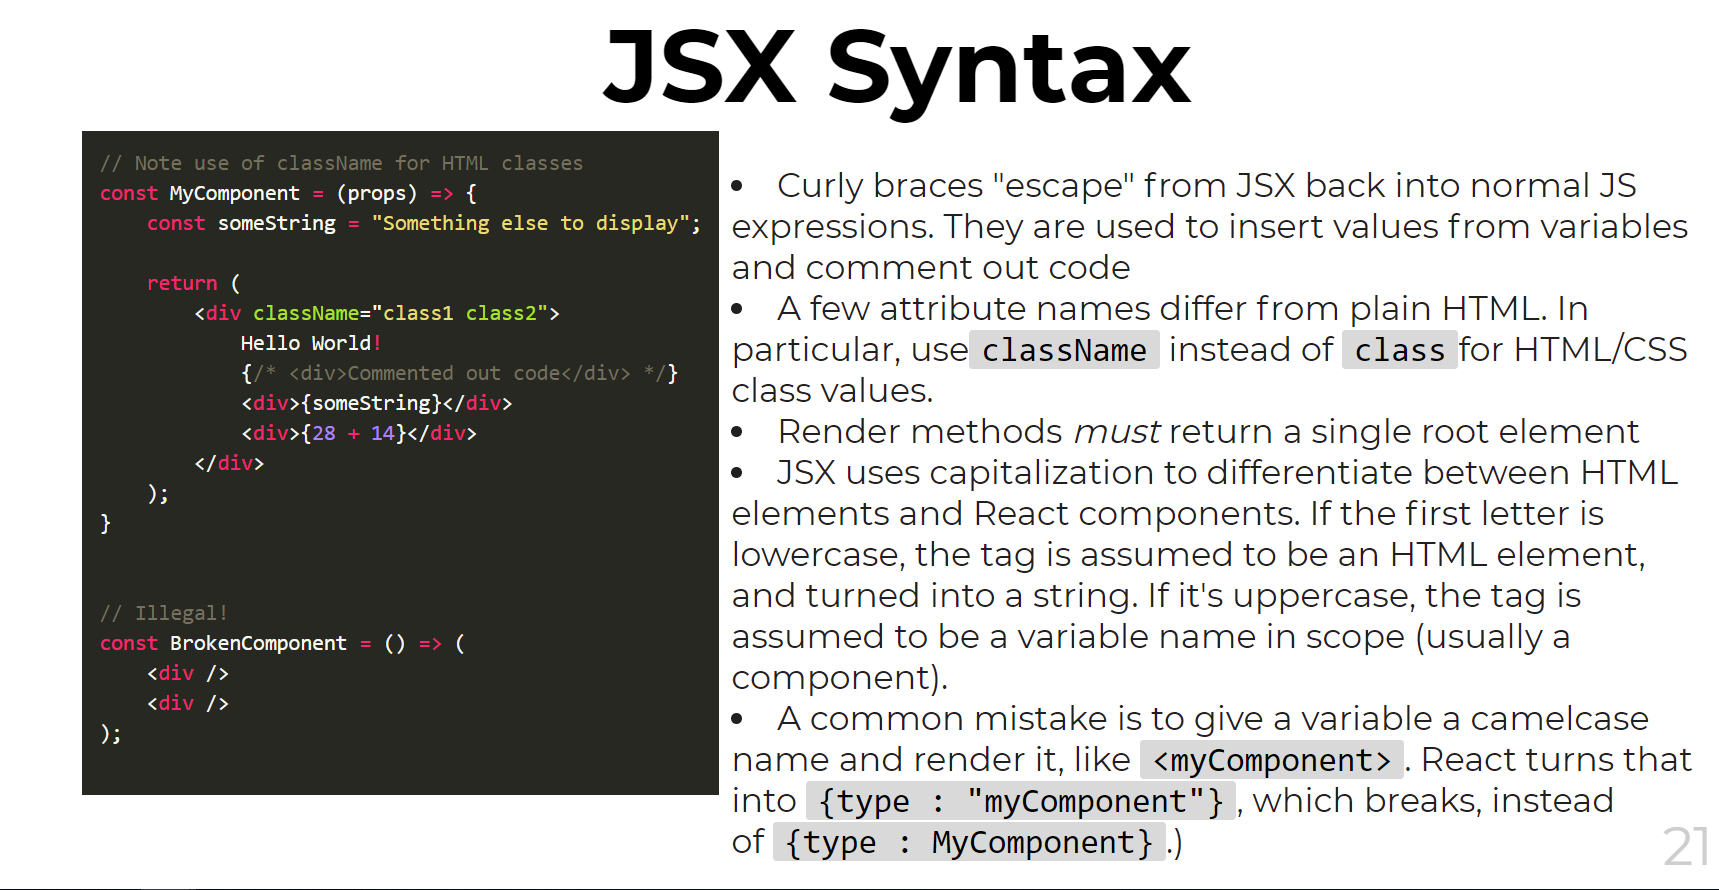 JSX Syntax
// Note use of className for HTML classes
const MyComponent = (props) => {
    const someString = "Something else to display";
    return (
        <div className="class1 class2">
            Hello World!
            {/* <div>Commented out code</div> */}
            <div>{someString}</div>
            <div>{28 + 14}</div>
        </div>
    );
}
// Illegal!
const BrokenComponent = () => (
    <div />
    <div />
);
• Curly braces "escape" from JSX back into normal JS
expressions. They are used to insert values from variables
and comment out code
• A few attribute names differ from plain HTML. In
particular, use className instead of class for HTML/CSS
class values.
• Render methods must return a single root element
• JSX uses capitalization to differentiate between HTML
elements and React components. If the first letter is
lowercase, the tag is assumed to be an HTML element,
and turned into a string. If it's uppercase, the tag is
assumed to be a variable name in scope (usually a
component).
• A common mistake is to give a variable a camelcase
name and render it, like <myComponent>. React turns that
into {type : "myComponent"}, which breaks, instead
of {type : MyComponent}.)
21